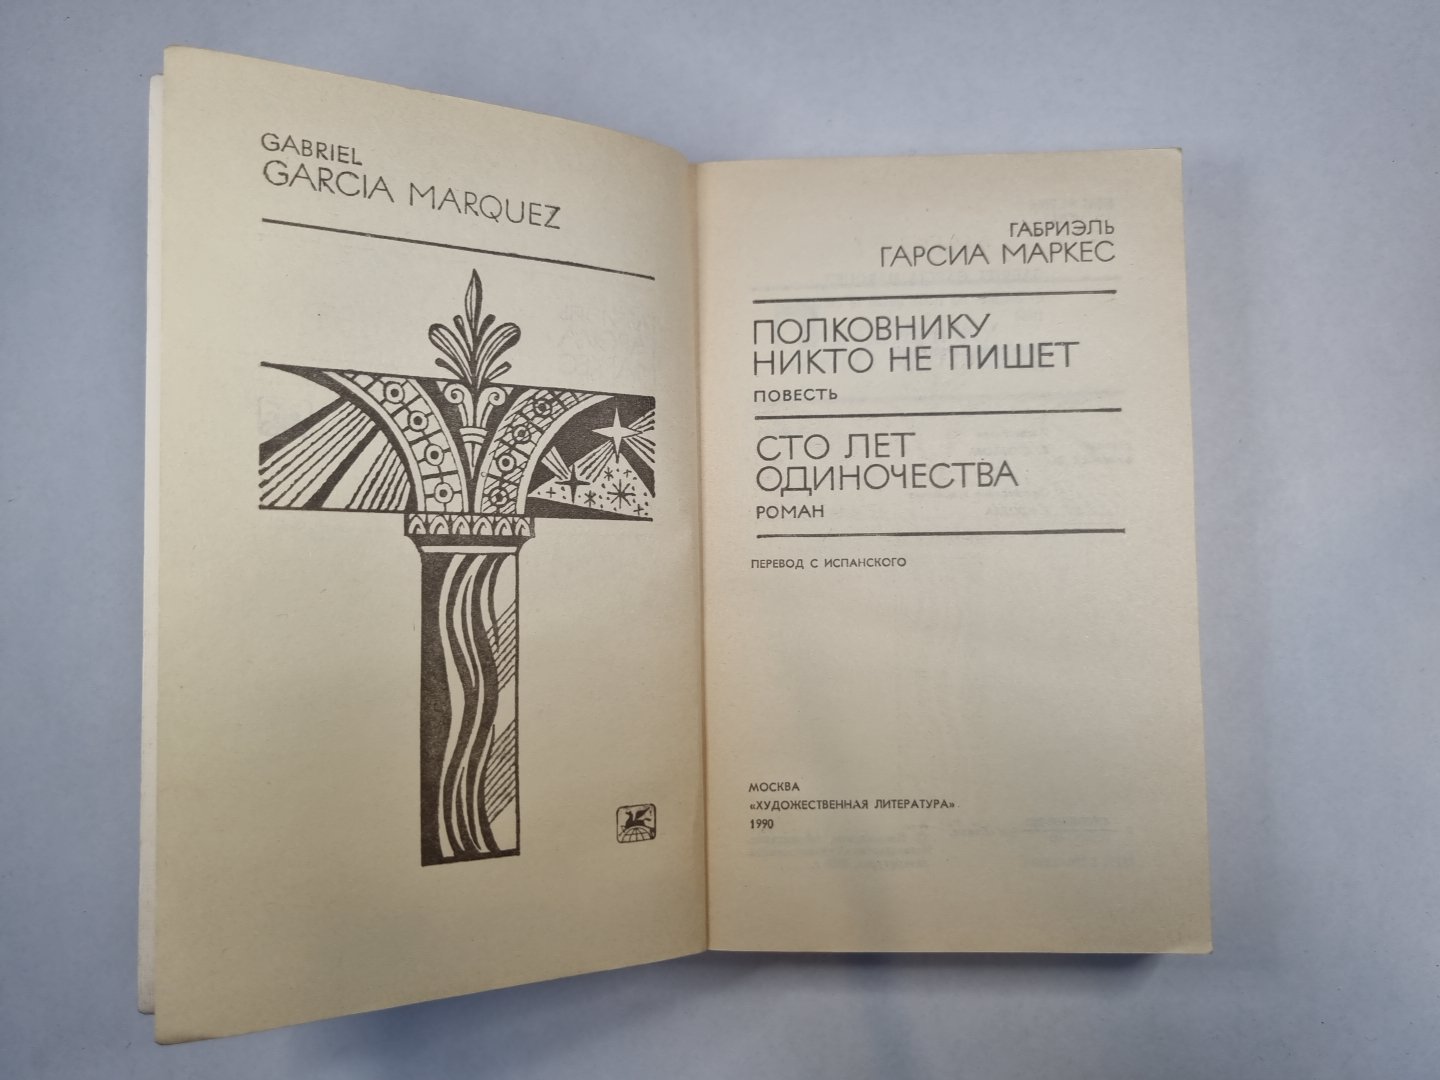 GABRIEL
GARCIA MARQUEZ
ГАБРИЭЛЬ
ГАРСИА МАРКЕС
ПОЛКОВНИКУ
НИКТО НЕ ПИШЕТ
ПОВЕСТЬ
СТО ЛЕТ
ОДИНОЧЕСТВА
РОМАН
ПЕРЕВОД С ИСПАНСКОГО
МОСКВА
«ХУДОЖЕСТВЕННАЯ ЛИТЕРАТУРА»
1990